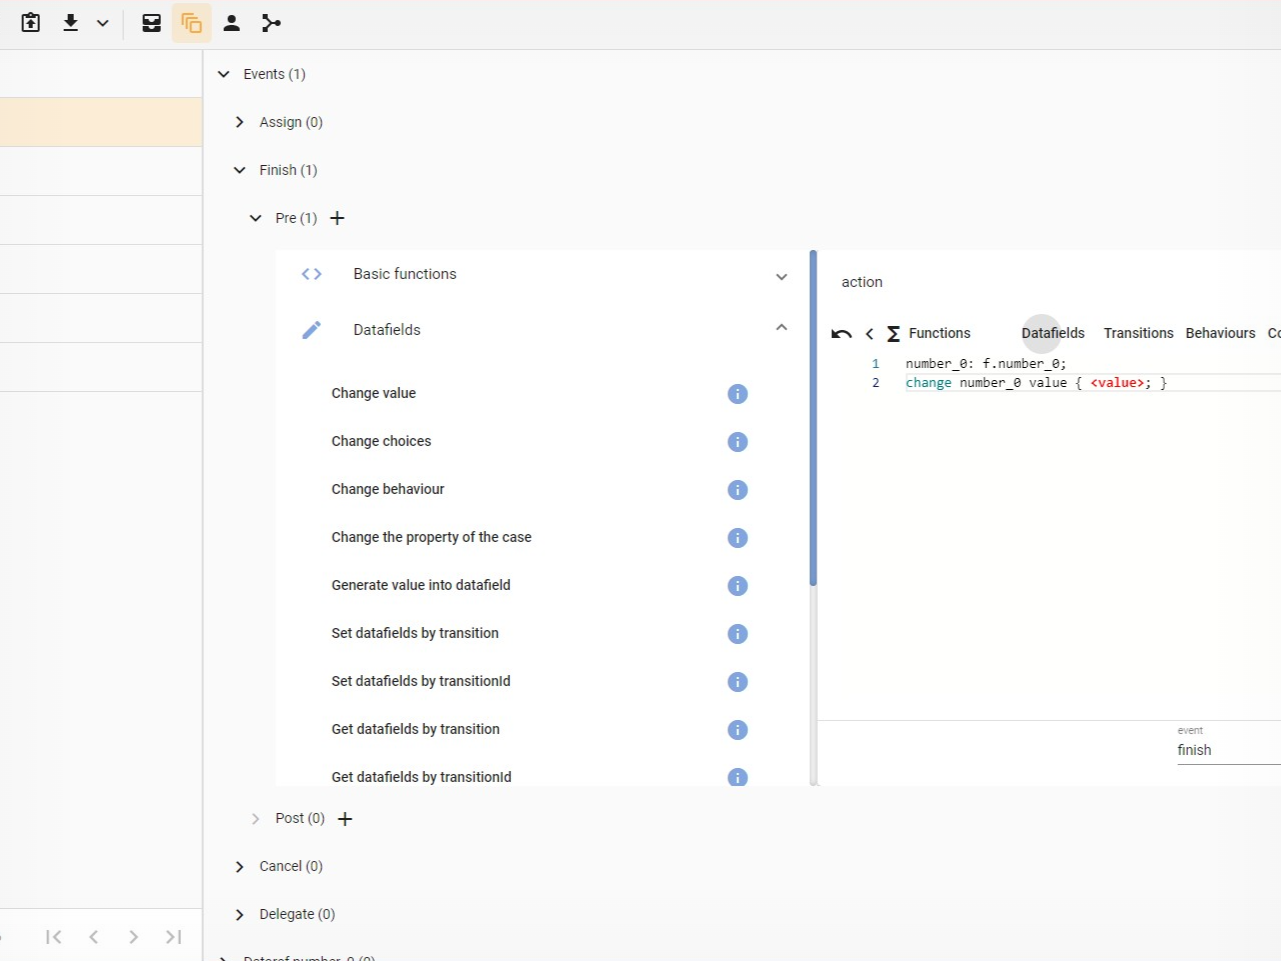 Events (1)
Assign (0)
Finish (1)
Pre (1)
Basic functions
Datafields
Change value
Change choices
Change behaviour
Change the property of the case
Generate value into datafield
Set datafields by transition
Set datafields by transitionId
Get datafields by transition
Get datafields by transitionId
action
Functions Datafields Transitions Behaviours Co
1 number_0: f.number_0;
2 change number_0 value { <value>; }
event
finish
Post (0)
Cancel (0)
Delegate (0)
Dataref number_0 (0)